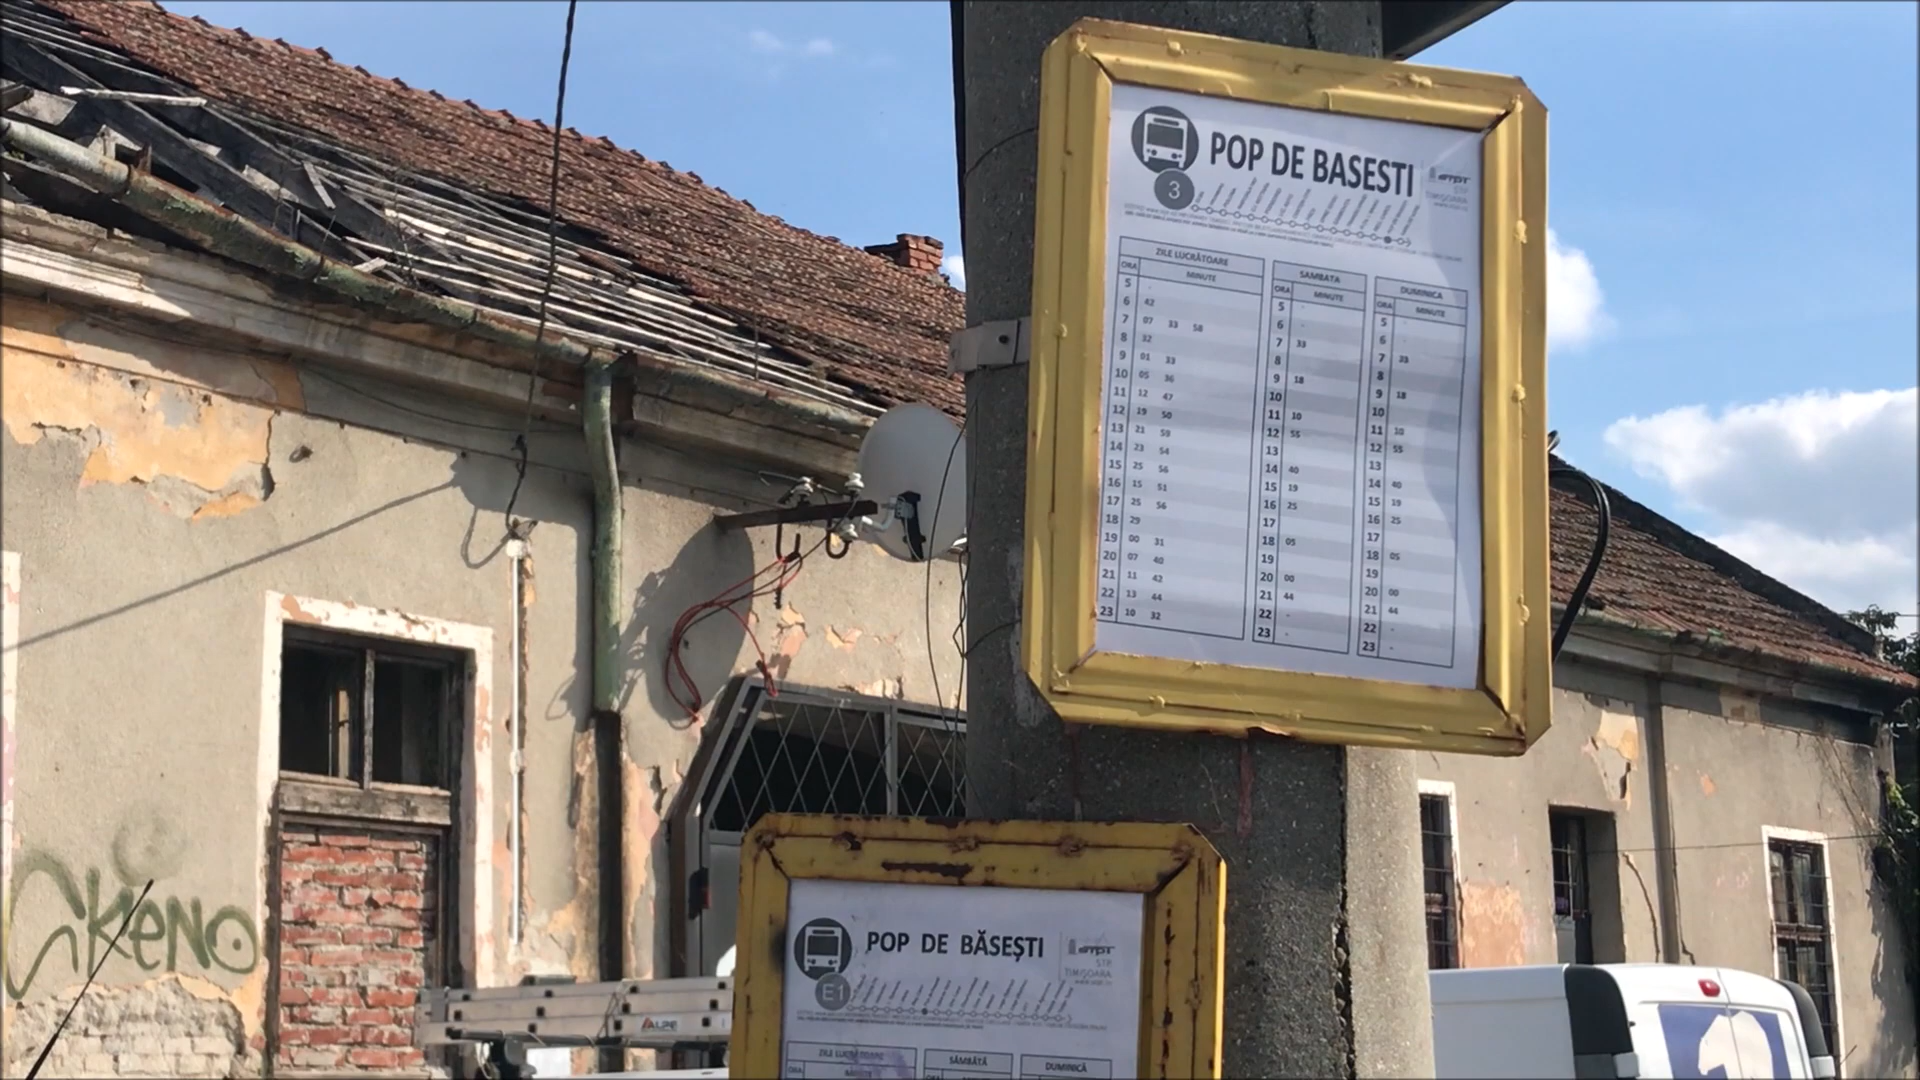 POP DE BASESTI
3
ZILE LUCRĂTOARE
ORA MINUTE
5 -
6 42
7 07 33 58
8 32
9 01 33
10 05 36
11 12 47
12 19 50
13 21 59
14 23 54
15 25 56
16 15 51
17 25 56
18 29
19 00 31
20 07 40
21 11 42
22 13 44
23 10 32
SAMBATA
ORA MINUTE
5 -
6 -
7 33
8
9 18
10
11 10
12 55
13
14 40
15 19
16 25
17
18 05
19
20 00
21 44
22 -
23 -
DUMINICA
ORA MINUTE
5 -
6 -
7 33
8
9 18
10
11 10
12 55
13
14 40
15 19
16 25
17
18 05
19
20 00
21 44
22 -
23 -
POP DE BĂSEȘTI
E1
ZILE LUCRĂTOARE
SÂMBĂTĂ
DUMINICĂ
ALPE